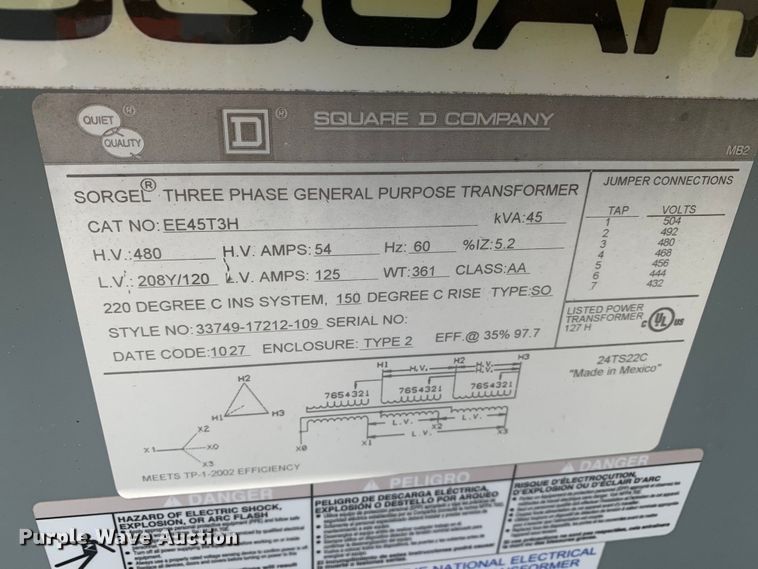 SQUAR
QUIET
QUALITY
D
SQUARE D COMPANY
MB2
SORGEL® THREE PHASE GENERAL PURPOSE TRANSFORMER
CAT NO: EE45T3H kVA: 45
H.V.: 480 H.V. AMPS: 54 Hz: 60 %IZ: 5.2
L.V.: 208Y/120 L.V. AMPS: 125 WT: 361 CLASS: AA
220 DEGREE C INS SYSTEM, 150 DEGREE C RISE TYPE: SO
STYLE NO: 33749-17212-109 SERIAL NO:
DATE CODE: 1027 ENCLOSURE: TYPE 2 EFF.@ 35% 97.7
JUMPER CONNECTIONS
TAP VOLTS
1 504
2 492
3 480
4 468
5 456
6 444
7 432
LISTED POWER
TRANSFORMER
127 H
C UL US
24TS22C
"Made in Mexico"
H2
H1 H3
X2
X1 X0
X3
H1 H2 H3
H.V. H.V. H.V.
7654321 7654321 7654321
L.V. L.V.
X0 X1 X2 X3
L.V.
MEETS TP-1-2002 EFFICIENCY
DANGER
HAZARD OF ELECTRIC SHOCK,
EXPLOSION, OR ARC FLASH
PELIGRO
PELIGRO DE DESCARGA ELÉCTRICA,
EXPLOSIÓN O DESTELLO POR ARQUEO
DANGER
RISQUE D'ÉLECTROCUTION,
D'EXPLOSION OU D'ÉCLAIR D'ARC
THE NATIONAL ELECTRICAL
Purple Wave Auction